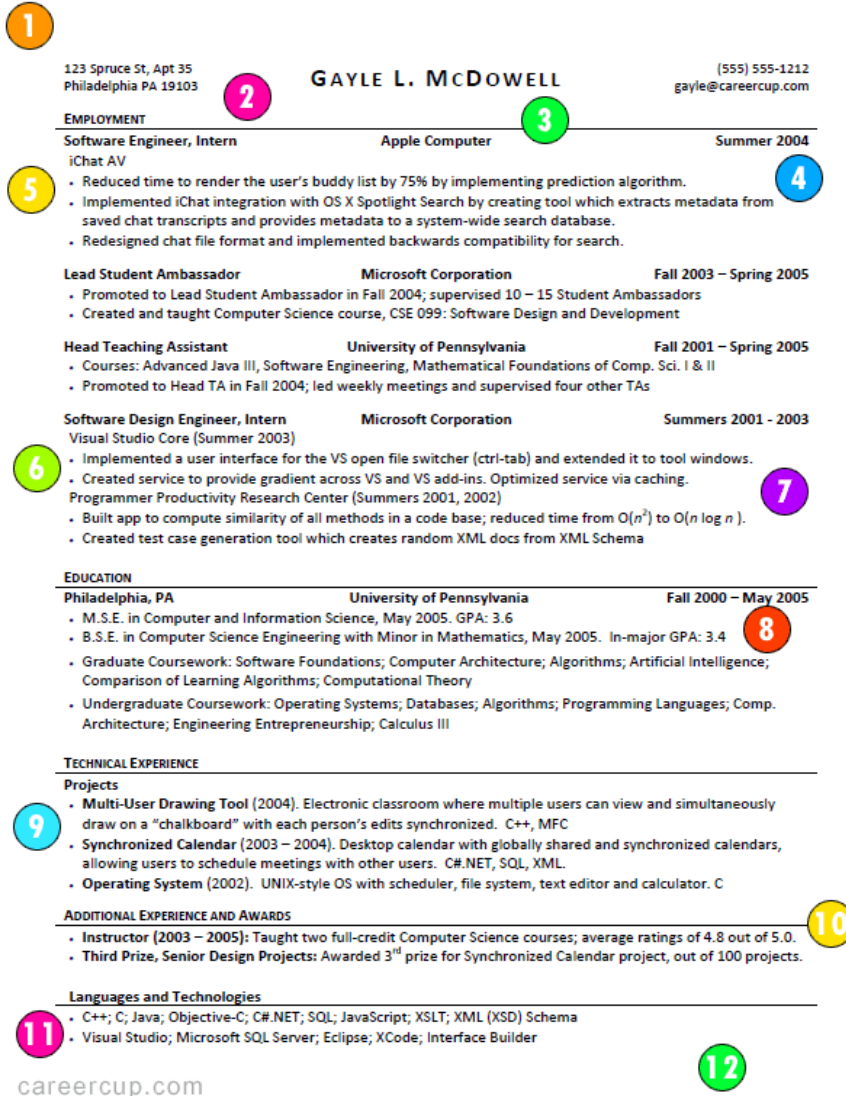 1
123 Spruce St, Apt 35 GAYLE L. MCDOWELL (555) 555-1212
Philadelphia PA 19103 gayle@careercup.com
2
EMPLOYMENT
3
Software Engineer, Intern Apple Computer Summer 2004
iChat AV
4
5
• Reduced time to render the user's buddy list by 75% by implementing prediction algorithm.
• Implemented iChat integration with OS X Spotlight Search by creating tool which extracts metadata from
saved chat transcripts and provides metadata to a system-wide search database.
• Redesigned chat file format and implemented backwards compatibility for search.
Lead Student Ambassador Microsoft Corporation Fall 2003 – Spring 2005
• Promoted to Lead Student Ambassador in Fall 2004; supervised 10 – 15 Student Ambassadors
• Created and taught Computer Science course, CSE 099: Software Design and Development
Head Teaching Assistant University of Pennsylvania Fall 2001 – Spring 2005
• Courses: Advanced Java III, Software Engineering, Mathematical Foundations of Comp. Sci. I & II
• Promoted to Head TA in Fall 2004; led weekly meetings and supervised four other TAs
Software Design Engineer, Intern Microsoft Corporation Summers 2001 - 2003
Visual Studio Core (Summer 2003)
6
• Implemented a user interface for the VS open file switcher (ctrl-tab) and extended it to tool windows.
• Created service to provide gradient across VS and VS add-ins. Optimized service via caching.
7
Programmer Productivity Research Center (Summers 2001, 2002)
• Built app to compute similarity of all methods in a code base; reduced time from O(n²) to O(n log n ).
• Created test case generation tool which creates random XML docs from XML Schema
EDUCATION
Philadelphia, PA University of Pennsylvania Fall 2000 – May 2005
• M.S.E. in Computer and Information Science, May 2005. GPA: 3.6
8
• B.S.E. in Computer Science Engineering with Minor in Mathematics, May 2005. In-major GPA: 3.4
• Graduate Coursework: Software Foundations; Computer Architecture; Algorithms; Artificial Intelligence;
Comparison of Learning Algorithms; Computational Theory
• Undergraduate Coursework: Operating Systems; Databases; Algorithms; Programming Languages; Comp.
Architecture; Engineering Entrepreneurship; Calculus III
TECHNICAL EXPERIENCE
Projects
• Multi-User Drawing Tool (2004). Electronic classroom where multiple users can view and simultaneously
9
draw on a "chalkboard" with each person's edits synchronized. C++, MFC
• Synchronized Calendar (2003 – 2004). Desktop calendar with globally shared and synchronized calendars,
allowing users to schedule meetings with other users. C#.NET, SQL, XML.
• Operating System (2002). UNIX-style OS with scheduler, file system, text editor and calculator. C
ADDITIONAL EXPERIENCE AND AWARDS
10
• Instructor (2003 – 2005): Taught two full-credit Computer Science courses; average ratings of 4.8 out of 5.0.
• Third Prize, Senior Design Projects: Awarded 3rd prize for Synchronized Calendar project, out of 100 projects.
Languages and Technologies
• C++; C; Java; Objective-C; C#.NET; SQL; JavaScript; XSLT; XML (XSD) Schema
11
• Visual Studio; Microsoft SQL Server; Eclipse; XCode; Interface Builder
12
careercup.com